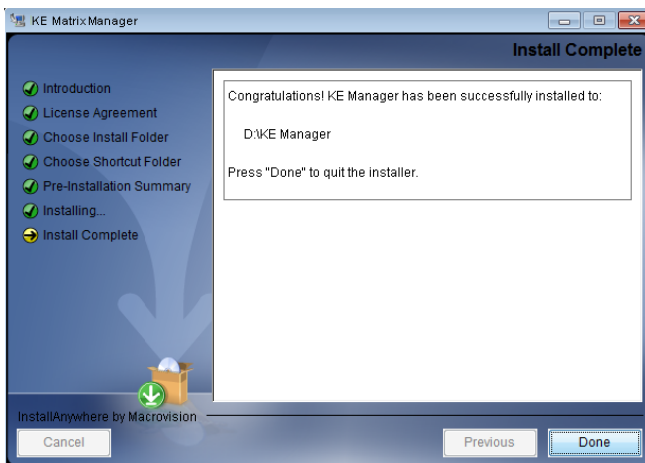 KE MatrixManager
Install Complete
Introduction
License Agreement
Choose Install Folder
Choose Shortcut Folder
Pre-Installation Summary
Installing...
Install Complete
Congratulations! KE Manager has been successfully installed to:
D:\KE Manager
Press "Done" to quit the installer.
InstallAnywhere by Macrovision
Cancel
Previous
Done